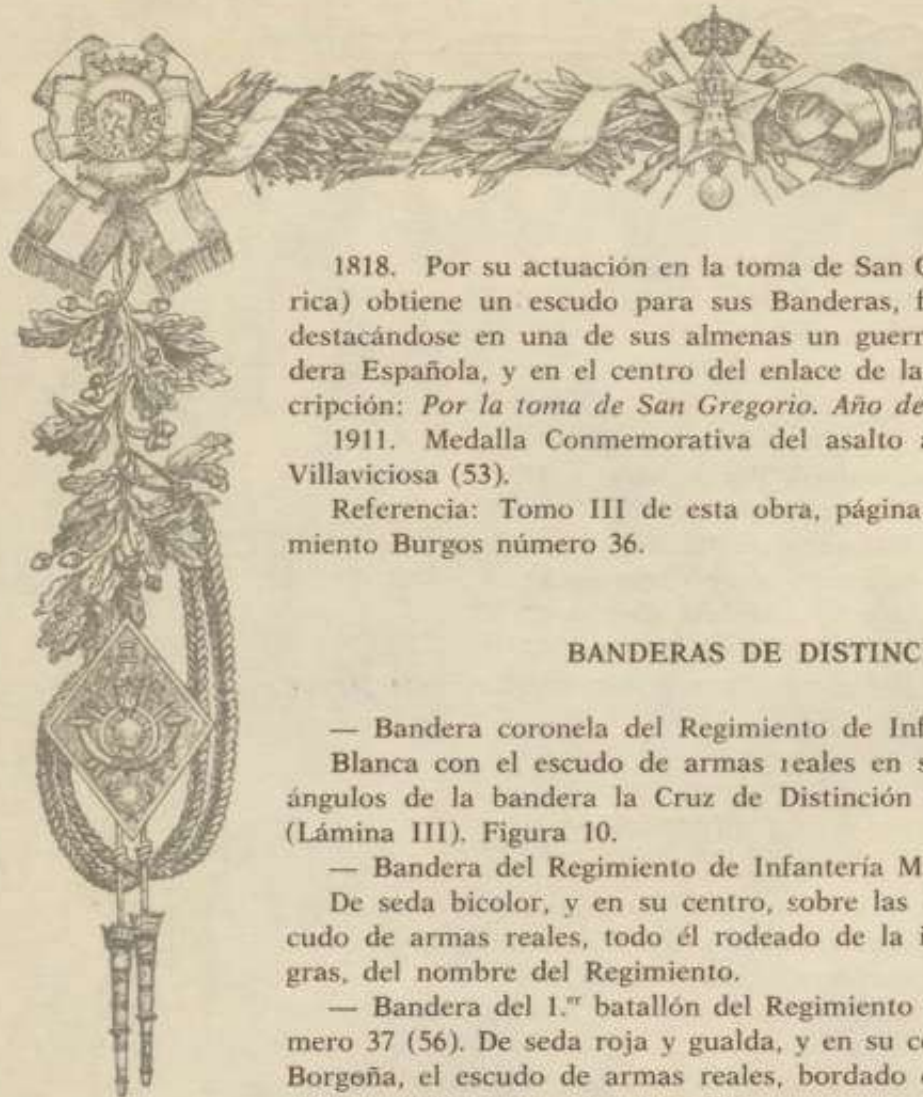 1818. Por su actuación en la toma de San G
rica) obtiene un escudo para sus Banderas, f
destacándose en una de sus almenas un guerr
dera Española, y en el centro del enlace de la
cripción: Por la toma de San Gregorio. Año de
1911. Medalla Conmemorativa del asalto a
Villaviciosa (53).
Referencia: Tomo III de esta obra, página
miento Burgos número 36.
BANDERAS DE DISTINC
— Bandera coronela del Regimiento de Inf
Blanca con el escudo de armas reales en s
ángulos de la bandera la Cruz de Distinción
(Lámina III). Figura 10.
— Bandera del Regimiento de Infantería M
De seda bicolor, y en su centro, sobre las
cudo de armas reales, todo él rodeado de la i
gras, del nombre del Regimiento.
— Bandera del 1.er batallón del Regimiento
mero 37 (56). De seda roja y gualda, y en su c
Borgoña, el escudo de armas reales, bordado